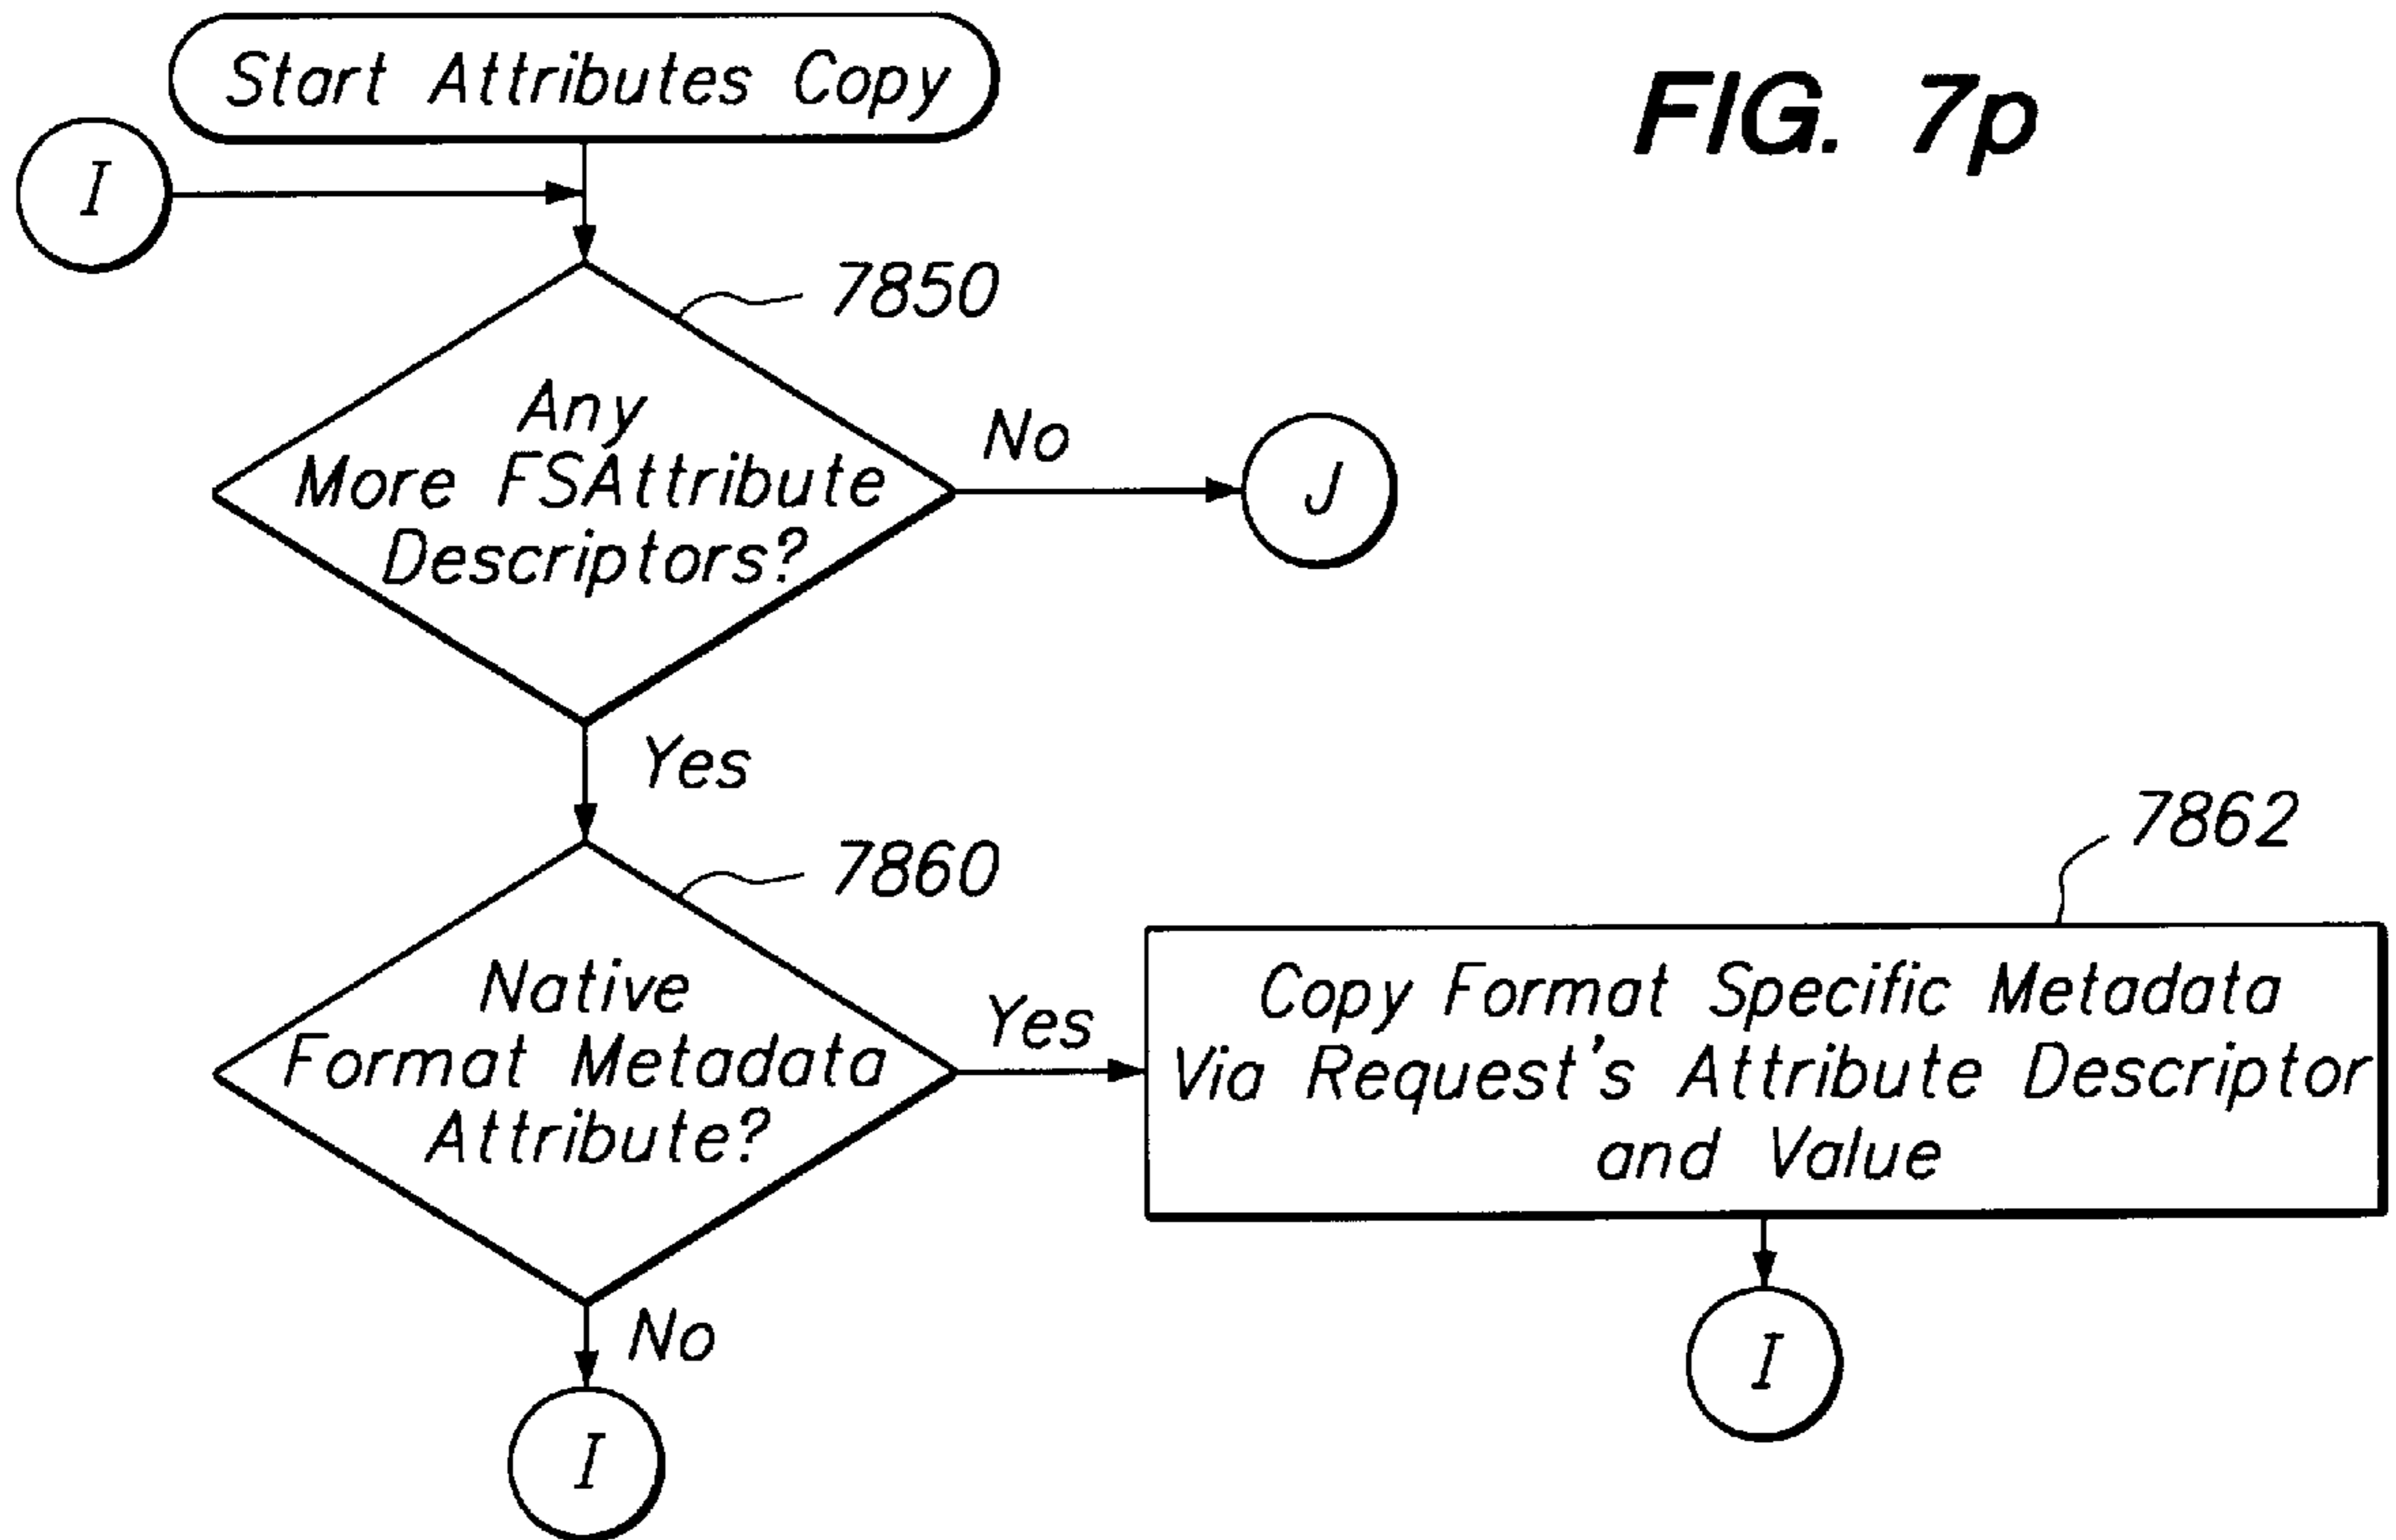 Start Attributes Copy
FIG. 7p
I
7850
Any
More FSAttribute
Descriptors?
No
J
Yes
7860
7862
Native
Format Metadata
Attribute?
Yes
Copy Format Specific Metadata
Via Request's Attribute Descriptor
and Value
No
I
I